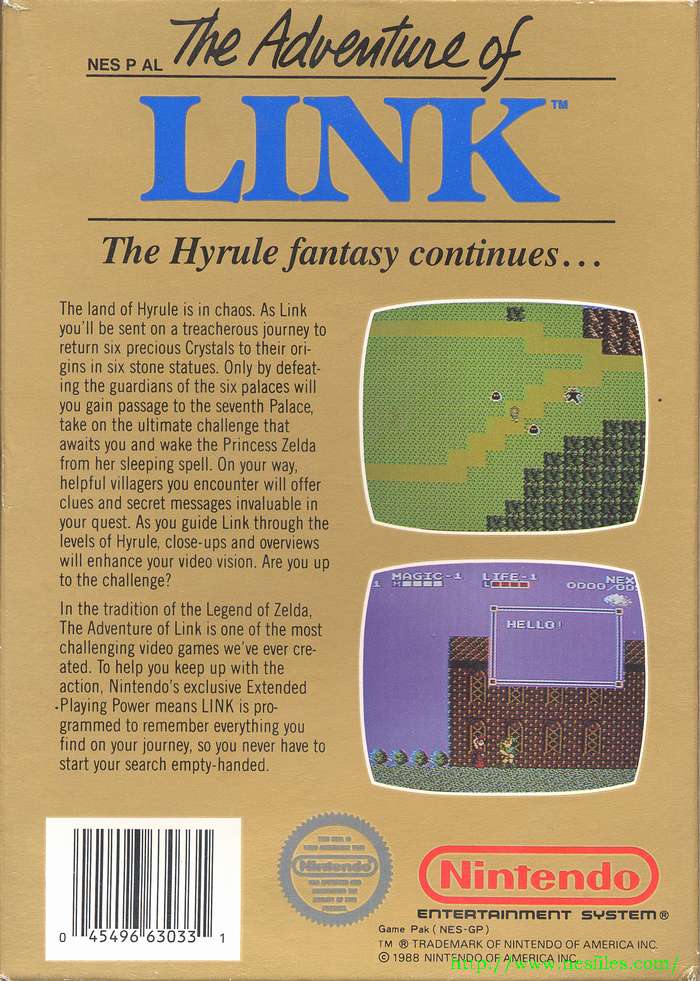 NES P AL
The Adventure of
LINK™
The Hyrule fantasy continues...
The land of Hyrule is in chaos. As Link
you'll be sent on a treacherous journey to
return six precious Crystals to their ori-
gins in six stone statues. Only by defeat-
ing the guardians of the six palaces will
you gain passage to the seventh Palace,
take on the ultimate challenge that
awaits you and wake the Princess Zelda
from her sleeping spell. On your way,
helpful villagers you encounter will offer
clues and secret messages invaluable in
your quest. As you guide Link through the
levels of Hyrule, close-ups and overviews
will enhance your video vision. Are you up
to the challenge?
In the tradition of the Legend of Zelda,
The Adventure of Link is one of the most
challenging video games we've ever cre-
ated. To help you keep up with the
action, Nintendo's exclusive Extended
Playing Power means LINK is pro-
grammed to remember everything you
find on your journey, so you never have to
start your search empty-handed.
1 MAGIC-1 LIFE-1 NEX
0000/00
HELLO!
0 45496 63033 1
Nintendo
Nintendo®
ENTERTAINMENT SYSTEM®
Game Pak (NES-GP)
TM ® TRADEMARK OF NINTENDO OF AMERICA INC.
© 1988 NINTENDO OF AMERICA INC.
http://www.nesfiles.com/